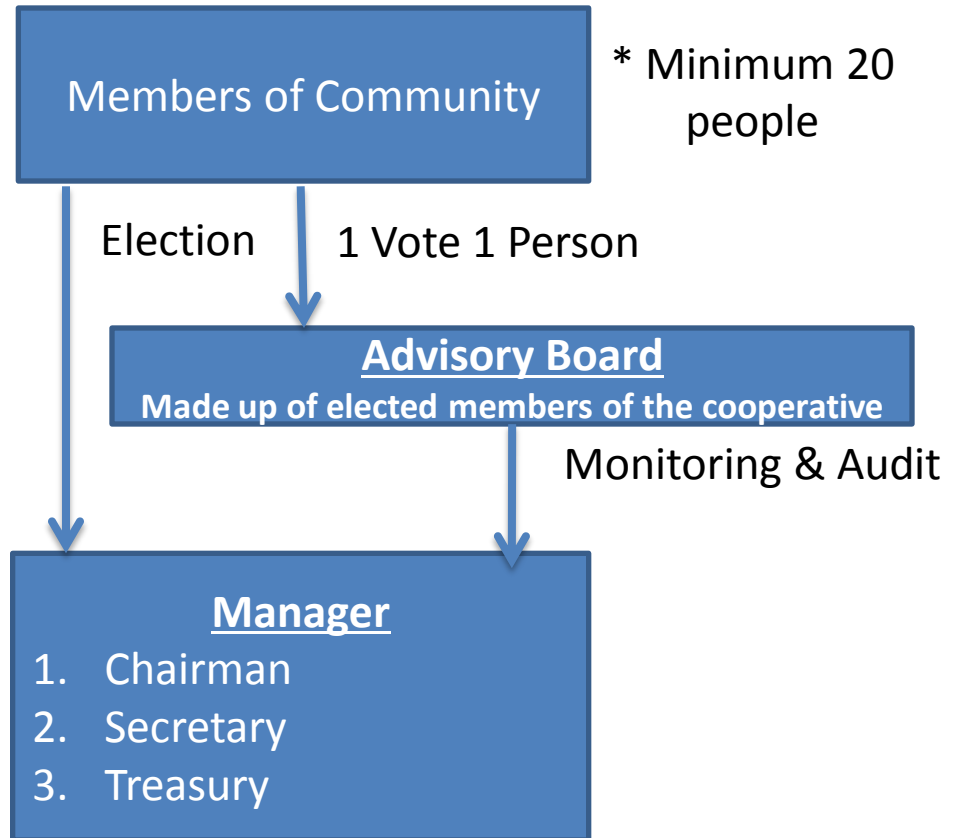 Members of Community
* Minimum 20
people
Election
1 Vote 1 Person
Advisory Board
Made up of elected members of the cooperative
Monitoring & Audit
Manager
1. Chairman
2. Secretary
3. Treasury